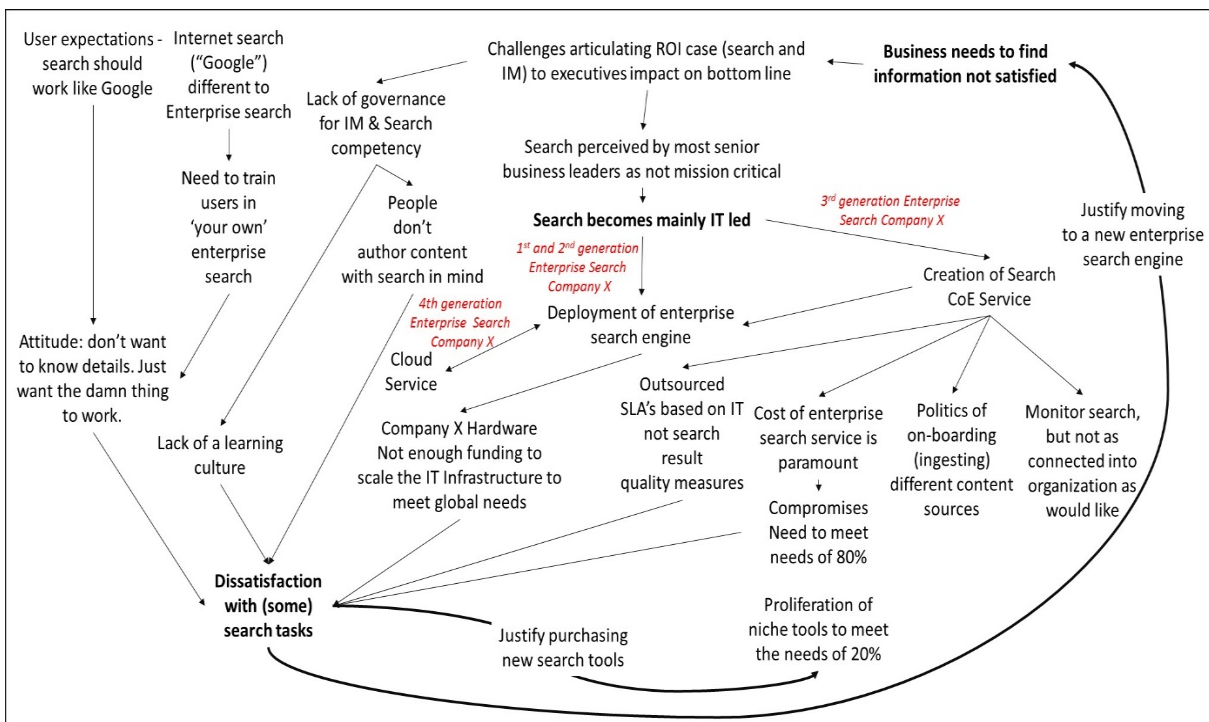 User expectations -
search should
work like Google
Internet search
(“Google”)
different to
Enterprise search
Challenges articulating ROI case (search and
IM) to executives impact on bottom line
Business needs to find
information not satisfied
Lack of governance
for IM & Search
competency
Search perceived by most senior
business leaders as not mission critical
Need to train
users in
‘your own’
enterprise
search
People
don’t
author content
with search in mind
Search becomes mainly IT led
3rd generation Enterprise
Search Company X
Justify moving
to a new enterprise
search engine
1st and 2nd generation
Enterprise Search
Company X
Creation of Search
CoE Service
4th generation
Enterprise Search
Company X
Deployment of enterprise
search engine
Attitude: don’t want
to know details. Just
want the damn thing
to work.
Cloud
Service
Outsourced
SLA’s based on IT
not search
result
quality measures
Cost of enterprise
search service is
paramount
Politics of
on-boarding
(ingesting)
different content
sources
Monitor search,
but not as
connected into
organization as
would like
Lack of a learning
culture
Company X Hardware
Not enough funding to
scale the IT Infrastructure to
meet global needs
Compromises
Need to meet
needs of 80%
Dissatisfaction
with (some)
search tasks
Justify purchasing
new search tools
Proliferation of
niche tools to meet
the needs of 20%